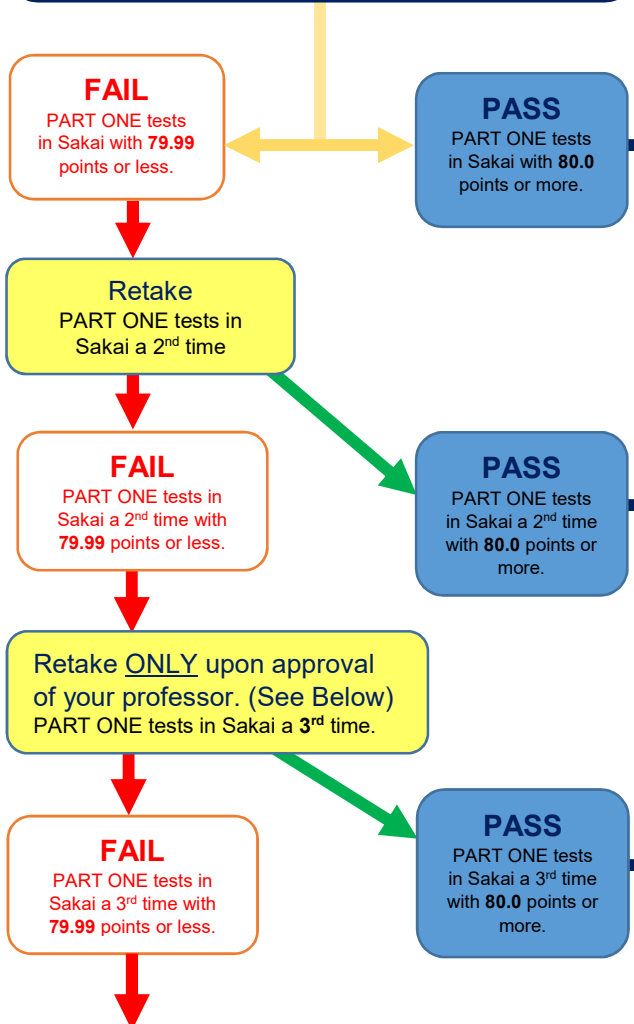 FAIL
PART ONE tests
in Sakai with 79.99
points or less.
PASS
PART ONE tests
in Sakai with 80.0
points or more.
Retake
PART ONE tests in
Sakai a 2nd time
FAIL
PART ONE tests in
Sakai a 2nd time with
79.99 points or less.
PASS
PART ONE tests
in Sakai a 2nd time
with 80.0 points or
more.
Retake ONLY upon approval
of your professor. (See Below)
PART ONE tests in Sakai a 3rd time.
FAIL
PART ONE tests in
Sakai a 3rd time with
79.99 points or less.
PASS
PART ONE tests
in Sakai a 3rd time
with 80.0 points or
more.